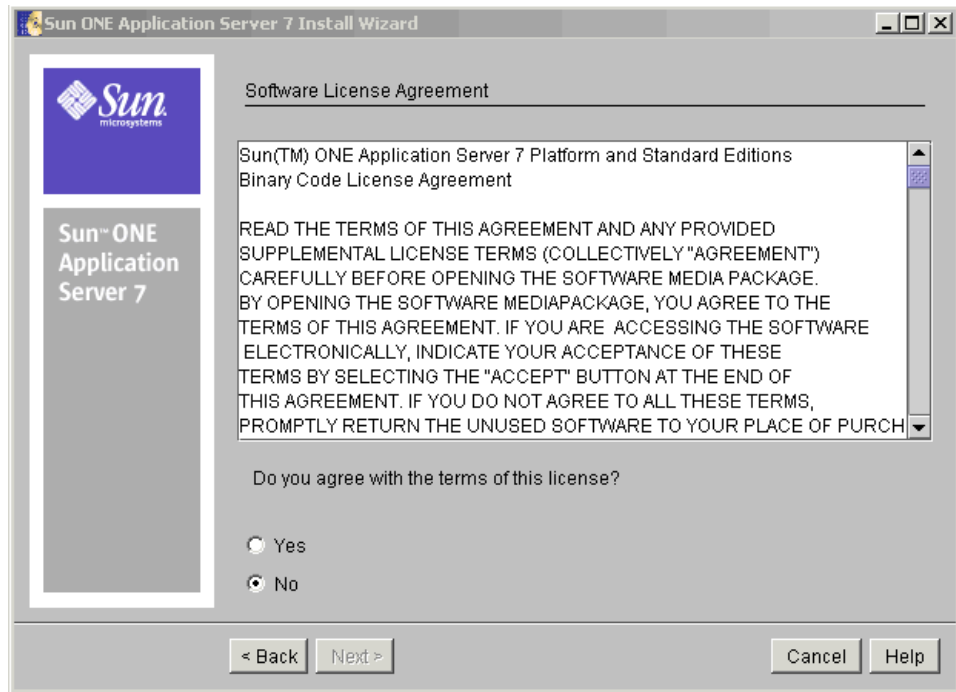 Sun ONE Application Server 7 Install Wizard
Sun
microsystems
Sun™ ONE
Application
Server 7
Software License Agreement
Sun(TM) ONE Application Server 7 Platform and Standard Editions
Binary Code License Agreement
READ THE TERMS OF THIS AGREEMENT AND ANY PROVIDED
SUPPLEMENTAL LICENSE TERMS (COLLECTIVELY "AGREEMENT")
CAREFULLY BEFORE OPENING THE SOFTWARE MEDIA PACKAGE.
BY OPENING THE SOFTWARE MEDIAPACKAGE, YOU AGREE TO THE
TERMS OF THIS AGREEMENT. IF YOU ARE  ACCESSING THE SOFTWARE
ELECTRONICALLY, INDICATE YOUR ACCEPTANCE OF THESE
TERMS BY SELECTING THE "ACCEPT" BUTTON AT THE END OF
THIS AGREEMENT. IF YOU DO NOT AGREE TO ALL THESE TERMS,
PROMPTLY RETURN THE UNUSED SOFTWARE TO YOUR PLACE OF PURCH
Do you agree with the terms of this license?
Yes
No
< Back
Next >
Cancel
Help